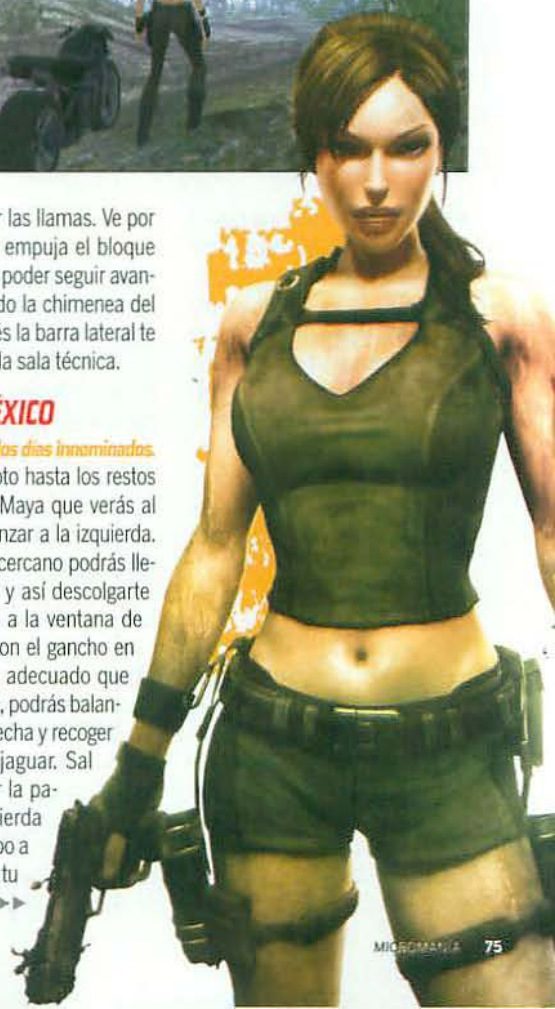 r las llamas. Ve por
empuja el bloque
poder seguir avan-
do la chimenea del
és la barra lateral te
la sala técnica.
ÉXICO
los días innominados.
oto hasta los restos
Maya que verás al
nzar a la izquierda.
cercano podrás lle-
y así descolgarte
a la ventana de
on el gancho en
adecuado que
, podrás balan-
echa y recoger
jaguar. Sal
r la pa-
ierda
po a
tu
MICROMANÍA 75